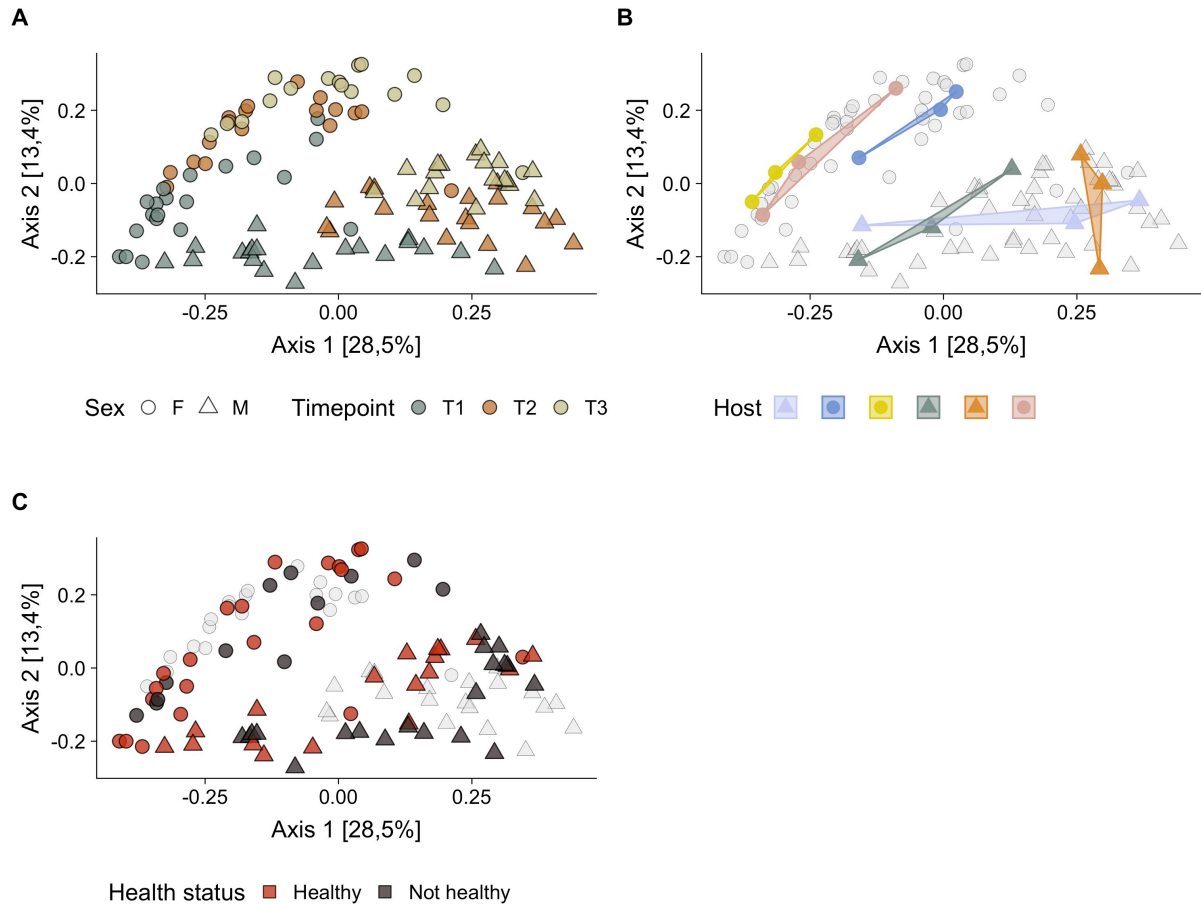 A
Axis 2 [13,4%]
0.2
0.0
-0.2
-0.25 0.00 0.25
Axis 1 [28,5%]
Sex F M Timepoint T1 T2 T3
B
Axis 2 [13,4%]
0.2
0.0
-0.2
-0.25 0.00 0.25
Axis 1 [28,5%]
Host
C
Axis 2 [13,4%]
0.2
0.0
-0.2
-0.25 0.00 0.25
Axis 1 [28,5%]
Health status Healthy Not healthy